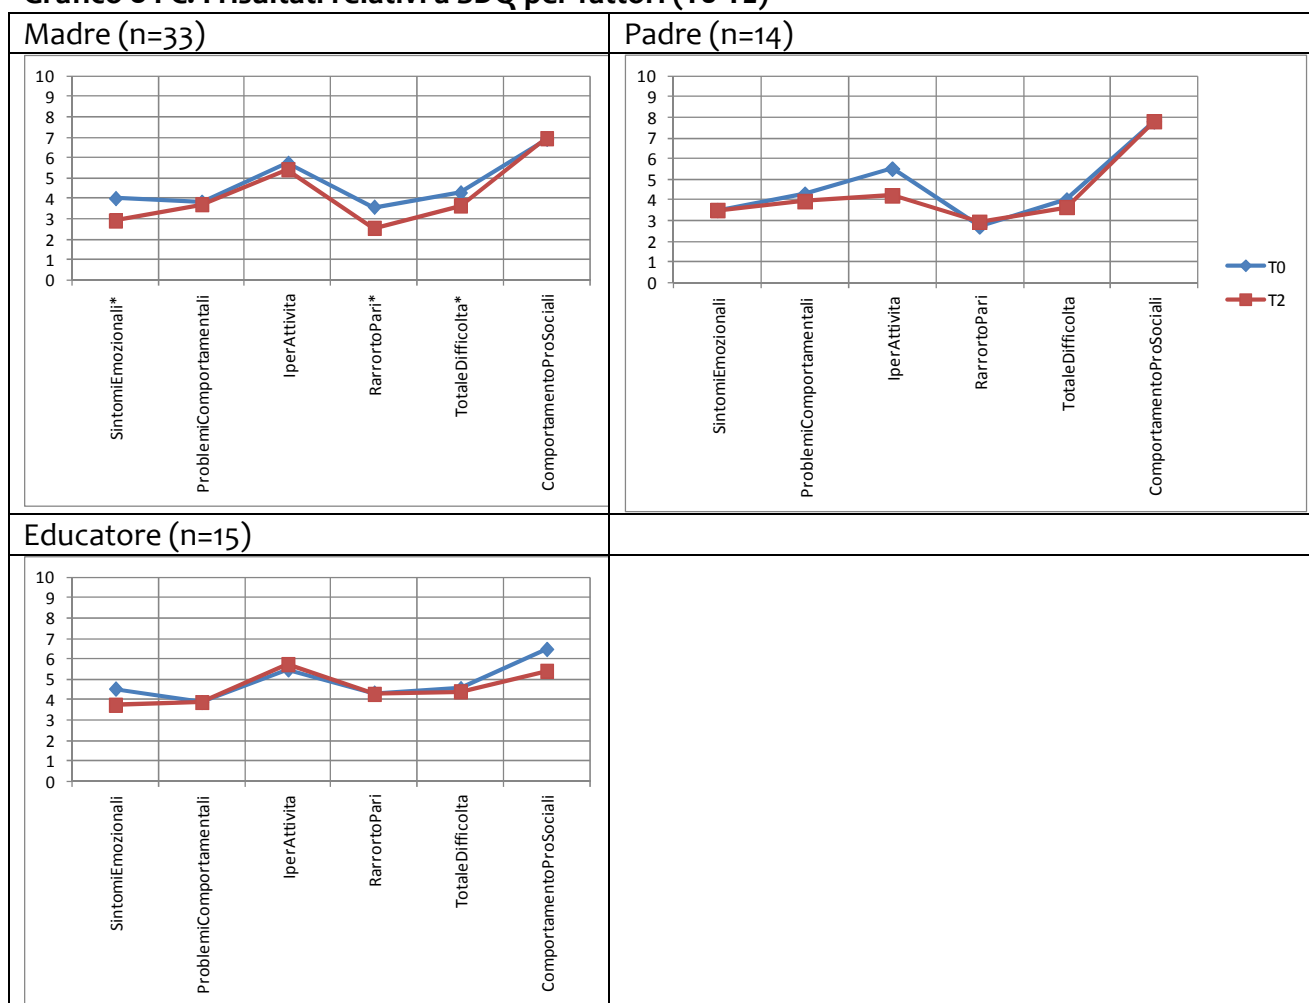 Madre (n=33)
Padre (n=14)
10
9
8
7
6
5
4
3
2
1
0
SintomiEmozionali*
ProblemiComportamentali
IperAttivita
RarrortoPari*
TotaleDifficolta*
ComportamentoProSociali
10
9
8
7
6
5
4
3
2
1
0
SintomiEmozionali
ProblemiComportamentali
IperAttivita
RarrortoPari
TotaleDifficolta
ComportamentoProSociali
T0
T2
Educatore (n=15)
10
9
8
7
6
5
4
3
2
1
0
SintomiEmozionali
ProblemiComportamentali
IperAttivita
RarrortoPari
TotaleDifficolta
ComportamentoProSociali